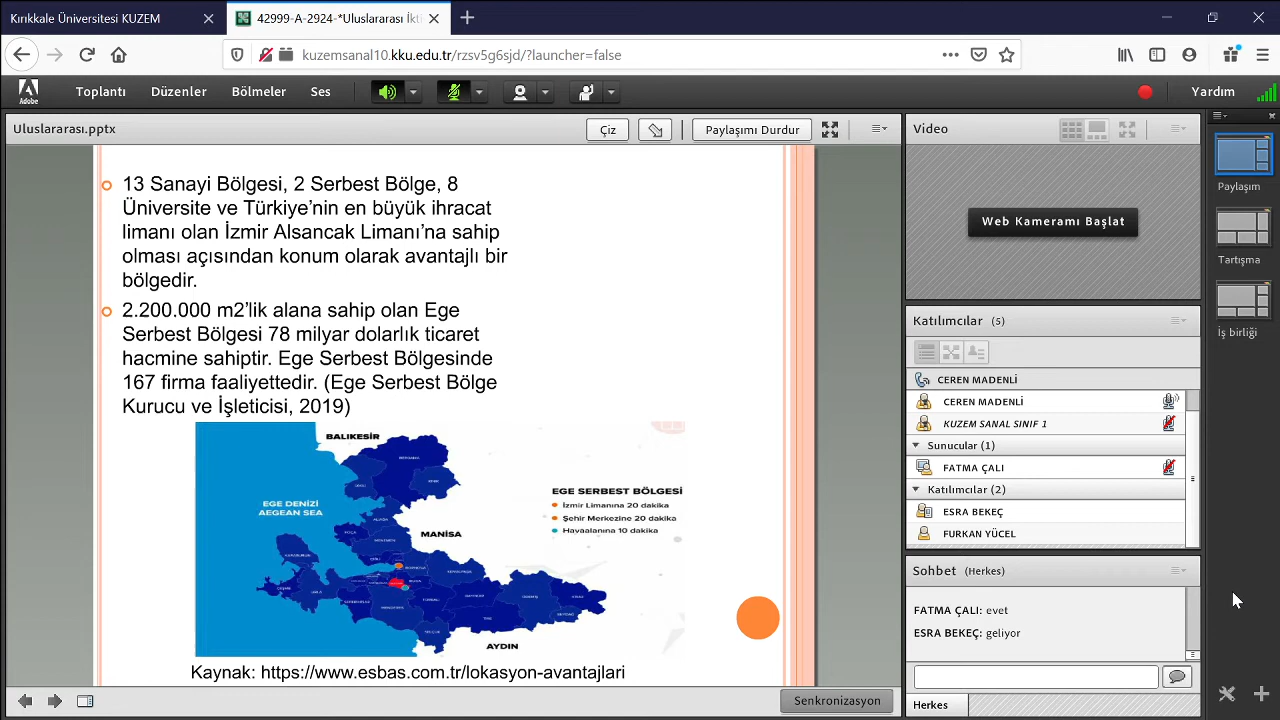 Kırıkkale Üniversitesi KUZEM
42999-A-2924-*Uluslararası İkti
kuzemsanal10.kku.edu.tr/rzsv5g6sjd/?launcher=false
Adobe
Toplantı
Düzenler
Bölmeler
Ses
Yardım
Uluslararası.pptx
Çiz
Paylaşımı Durdur
13 Sanayi Bölgesi, 2 Serbest Bölge, 8
Üniversite ve Türkiye’nin en büyük ihracat
limanı olan İzmir Alsancak Limanı’na sahip
olması açısından konum olarak avantajlı bir
bölgedir.
2.200.000 m2’lik alana sahip olan Ege
Serbest Bölgesi 78 milyar dolarlık ticaret
hacmine sahiptir. Ege Serbest Bölgesinde
167 firma faaliyettedir. (Ege Serbest Bölge
Kurucu ve İşleticisi, 2019)
BALIKESİR
EGE DENİZİ
AEGEAN SEA
MANİSA
AYDIN
EGE SERBEST BÖLGESİ
İzmir Limanına 20 dakika
Şehir Merkezine 20 dakika
Havaalanına 10 dakika
Kaynak: https://www.esbas.com.tr/lokasyon-avantajlari
Senkronizasyon
Video
Web Kameramı Başlat
Katılımcılar (5)
CEREN MADENLİ
CEREN MADENLİ
KUZEM SANAL SINIF 1
Sunucular (1)
FATMA ÇALI
Katılımcılar (2)
ESRA BEKEÇ
FURKAN YÜCEL
Sohbet (Herkes)
FATMA ÇALI: evet
ESRA BEKEÇ: geliyor
Herkes
Paylaşım
Tartışma
İş birliği